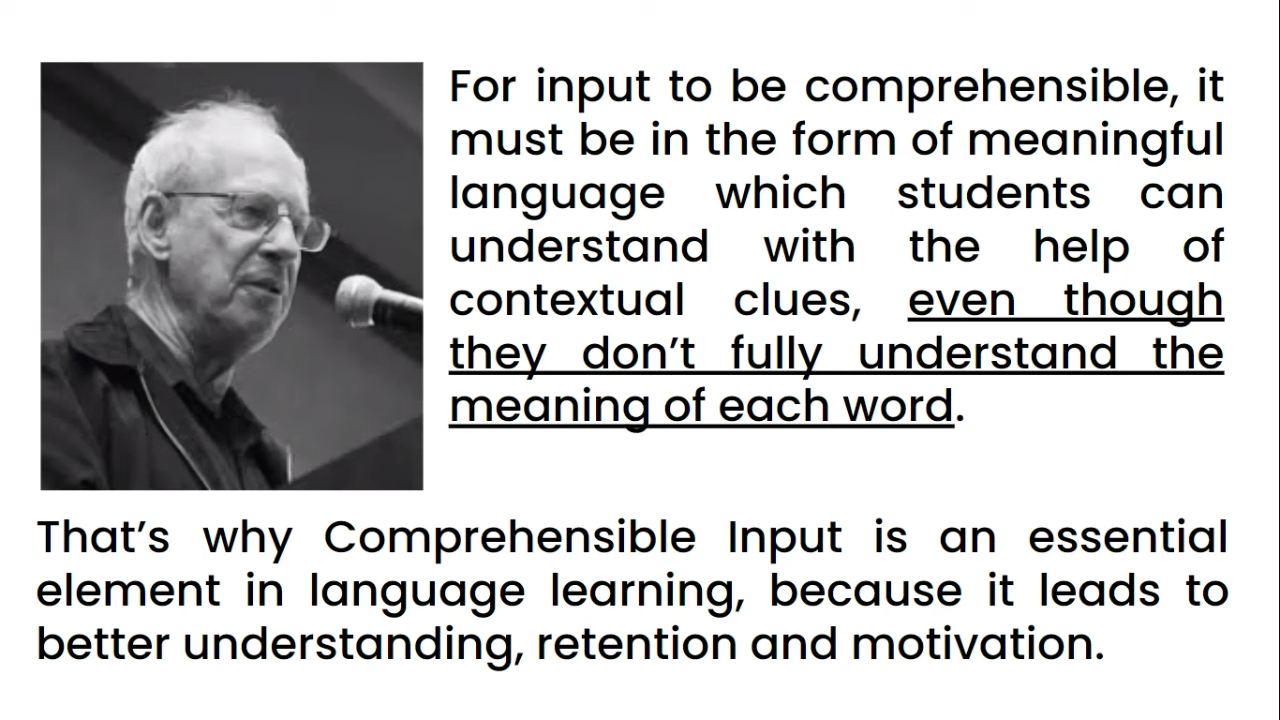 For input to be comprehensible, it
must be in the form of meaningful
language which students can
understand with the help of
contextual clues, even though
they don’t fully understand the
meaning of each word.
That’s why Comprehensible Input is an essential
element in language learning, because it leads to
better understanding, retention and motivation.